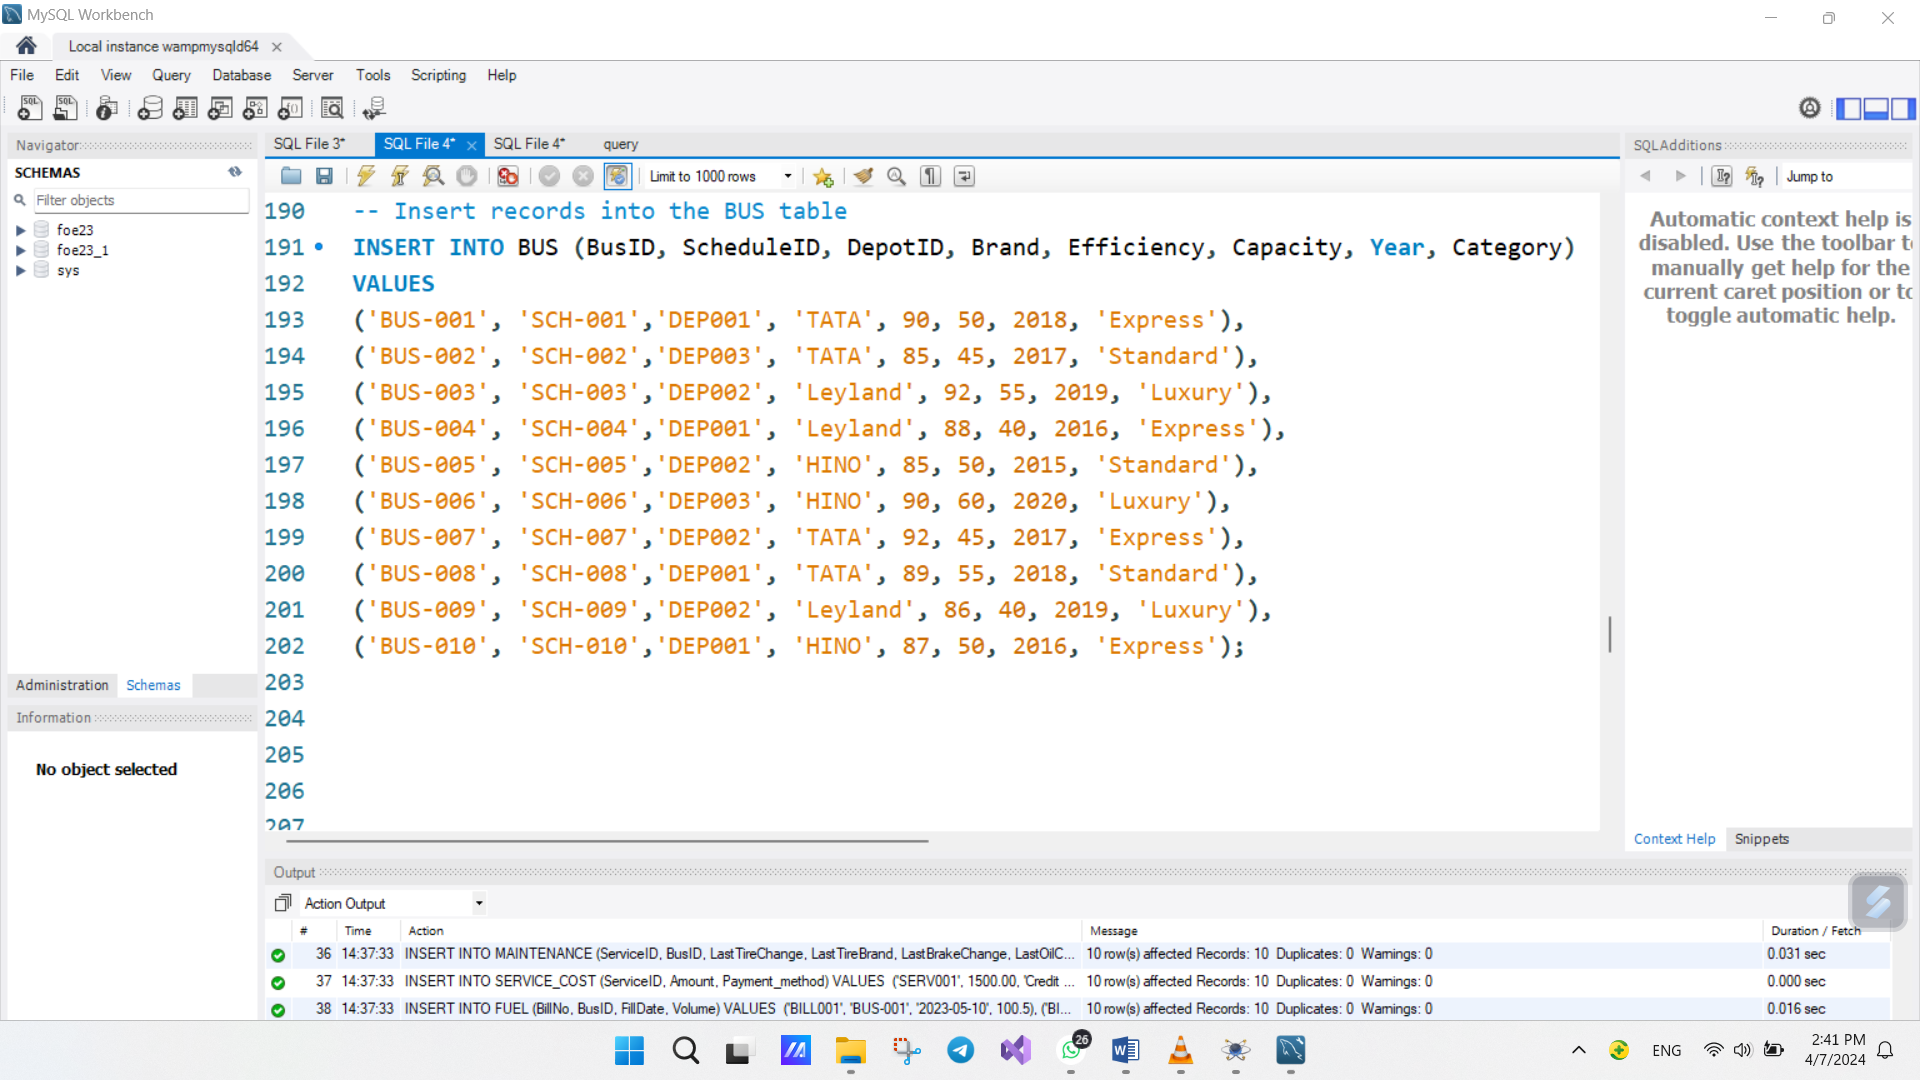 MySQL Workbench
Local instance wampmysqld64
File Edit View Query Database Server Tools Scripting Help
Navigator
SCHEMAS
Filter objects
foe23
foe23_1
sys
Administration Schemas
Information
No object selected
SQL File 3* SQL File 4* SQL File 4* query
Limit to 1000 rows
190 -- Insert records into the BUS table
191 INSERT INTO BUS (BusID, ScheduleID, DepotID, Brand, Efficiency, Capacity, Year, Category)
192 VALUES
193 ('BUS-001', 'SCH-001','DEP001', 'TATA', 90, 50, 2018, 'Express'),
194 ('BUS-002', 'SCH-002','DEP003', 'TATA', 85, 45, 2017, 'Standard'),
195 ('BUS-003', 'SCH-003','DEP002', 'Leyland', 92, 55, 2019, 'Luxury'),
196 ('BUS-004', 'SCH-004','DEP001', 'Leyland', 88, 40, 2016, 'Express'),
197 ('BUS-005', 'SCH-005','DEP002', 'HINO', 85, 50, 2015, 'Standard'),
198 ('BUS-006', 'SCH-006','DEP003', 'HINO', 90, 60, 2020, 'Luxury'),
199 ('BUS-007', 'SCH-007','DEP002', 'TATA', 92, 45, 2017, 'Express'),
200 ('BUS-008', 'SCH-008','DEP001', 'TATA', 89, 55, 2018, 'Standard'),
201 ('BUS-009', 'SCH-009','DEP002', 'Leyland', 86, 40, 2019, 'Luxury'),
202 ('BUS-010', 'SCH-010','DEP001', 'HINO', 87, 50, 2016, 'Express');
203
204
205
206
207
SQLAdditions
Jump to
Automatic context help is
disabled. Use the toolbar to
manually get help for the
current caret position or to
toggle automatic help.
Context Help Snippets
Output
Action Output
# Time Action Message Duration / Fetch
36 14:37:33 INSERT INTO MAINTENANCE (ServiceID, BusID, LastTireChange, LastTireBrand, LastBrakeChange, LastOilC... 10 row(s) affected Records: 10 Duplicates: 0 Warnings: 0 0.031 sec
37 14:37:33 INSERT INTO SERVICE_COST (ServiceID, Amount, Payment_method) VALUES ('SERV001', 1500.00, 'Credit ... 10 row(s) affected Records: 10 Duplicates: 0 Warnings: 0 0.000 sec
38 14:37:33 INSERT INTO FUEL (BillNo, BusID, FillDate, Volume) VALUES ('BILL001', 'BUS-001', '2023-05-10', 100.5), ('BI... 10 row(s) affected Records: 10 Duplicates: 0 Warnings: 0 0.016 sec
26
ENG
2:41 PM
4/7/2024